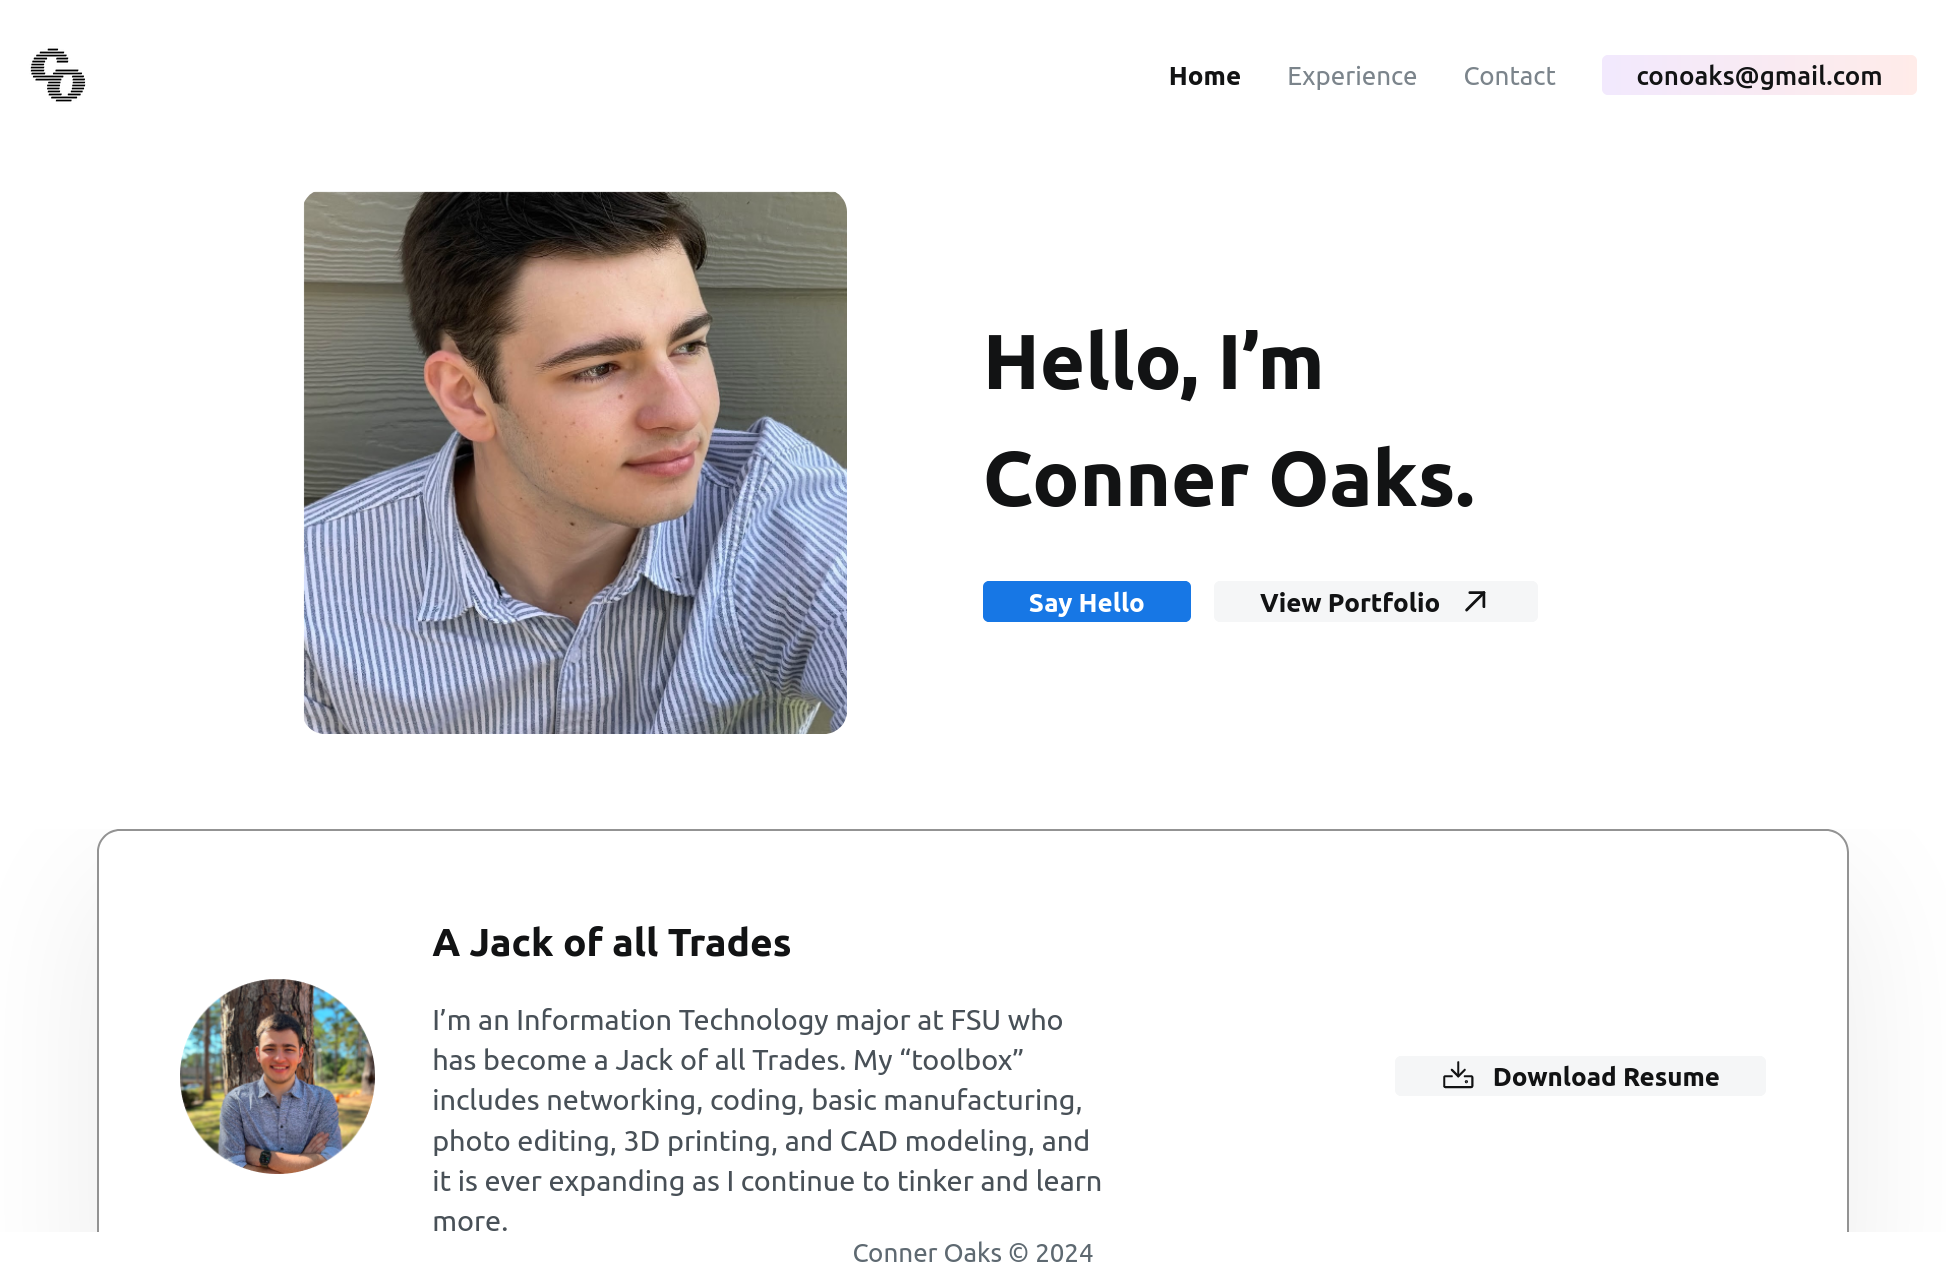 CO
Home
Experience
Contact
conoaks@gmail.com
Hello, I’m
Conner Oaks.
Say Hello
View Portfolio
A Jack of all Trades
I’m an Information Technology major at FSU who
has become a Jack of all Trades. My “toolbox”
includes networking, coding, basic manufacturing,
photo editing, 3D printing, and CAD modeling, and
it is ever expanding as I continue to tinker and learn
more.
Download Resume
Conner Oaks © 2024